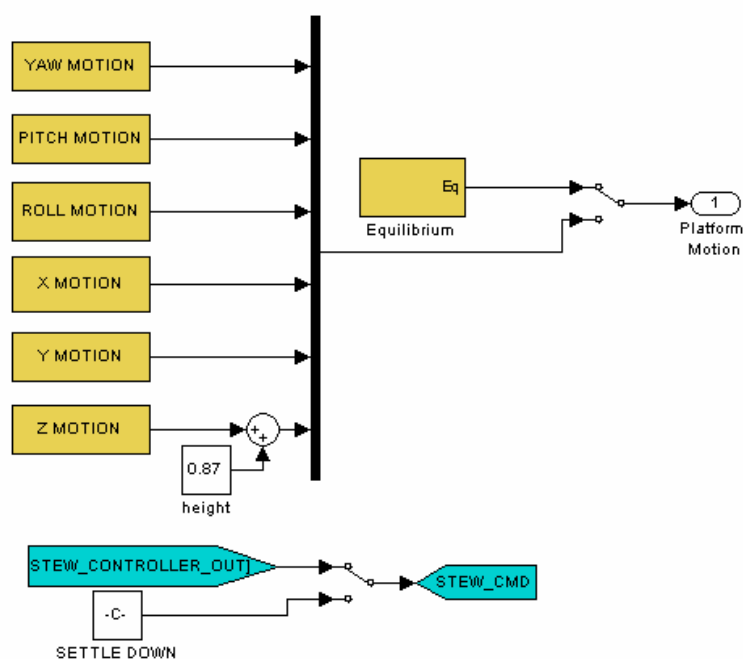 YAW MOTION
PITCH MOTION
ROLL MOTION
X MOTION
Y MOTION
Z MOTION
++
0.87
height
Eq
Equilibrium
1
Platform
Motion
STEW_CONTROLLER_OUT]
STEW_CMD
-C-
SETTLE DOWN